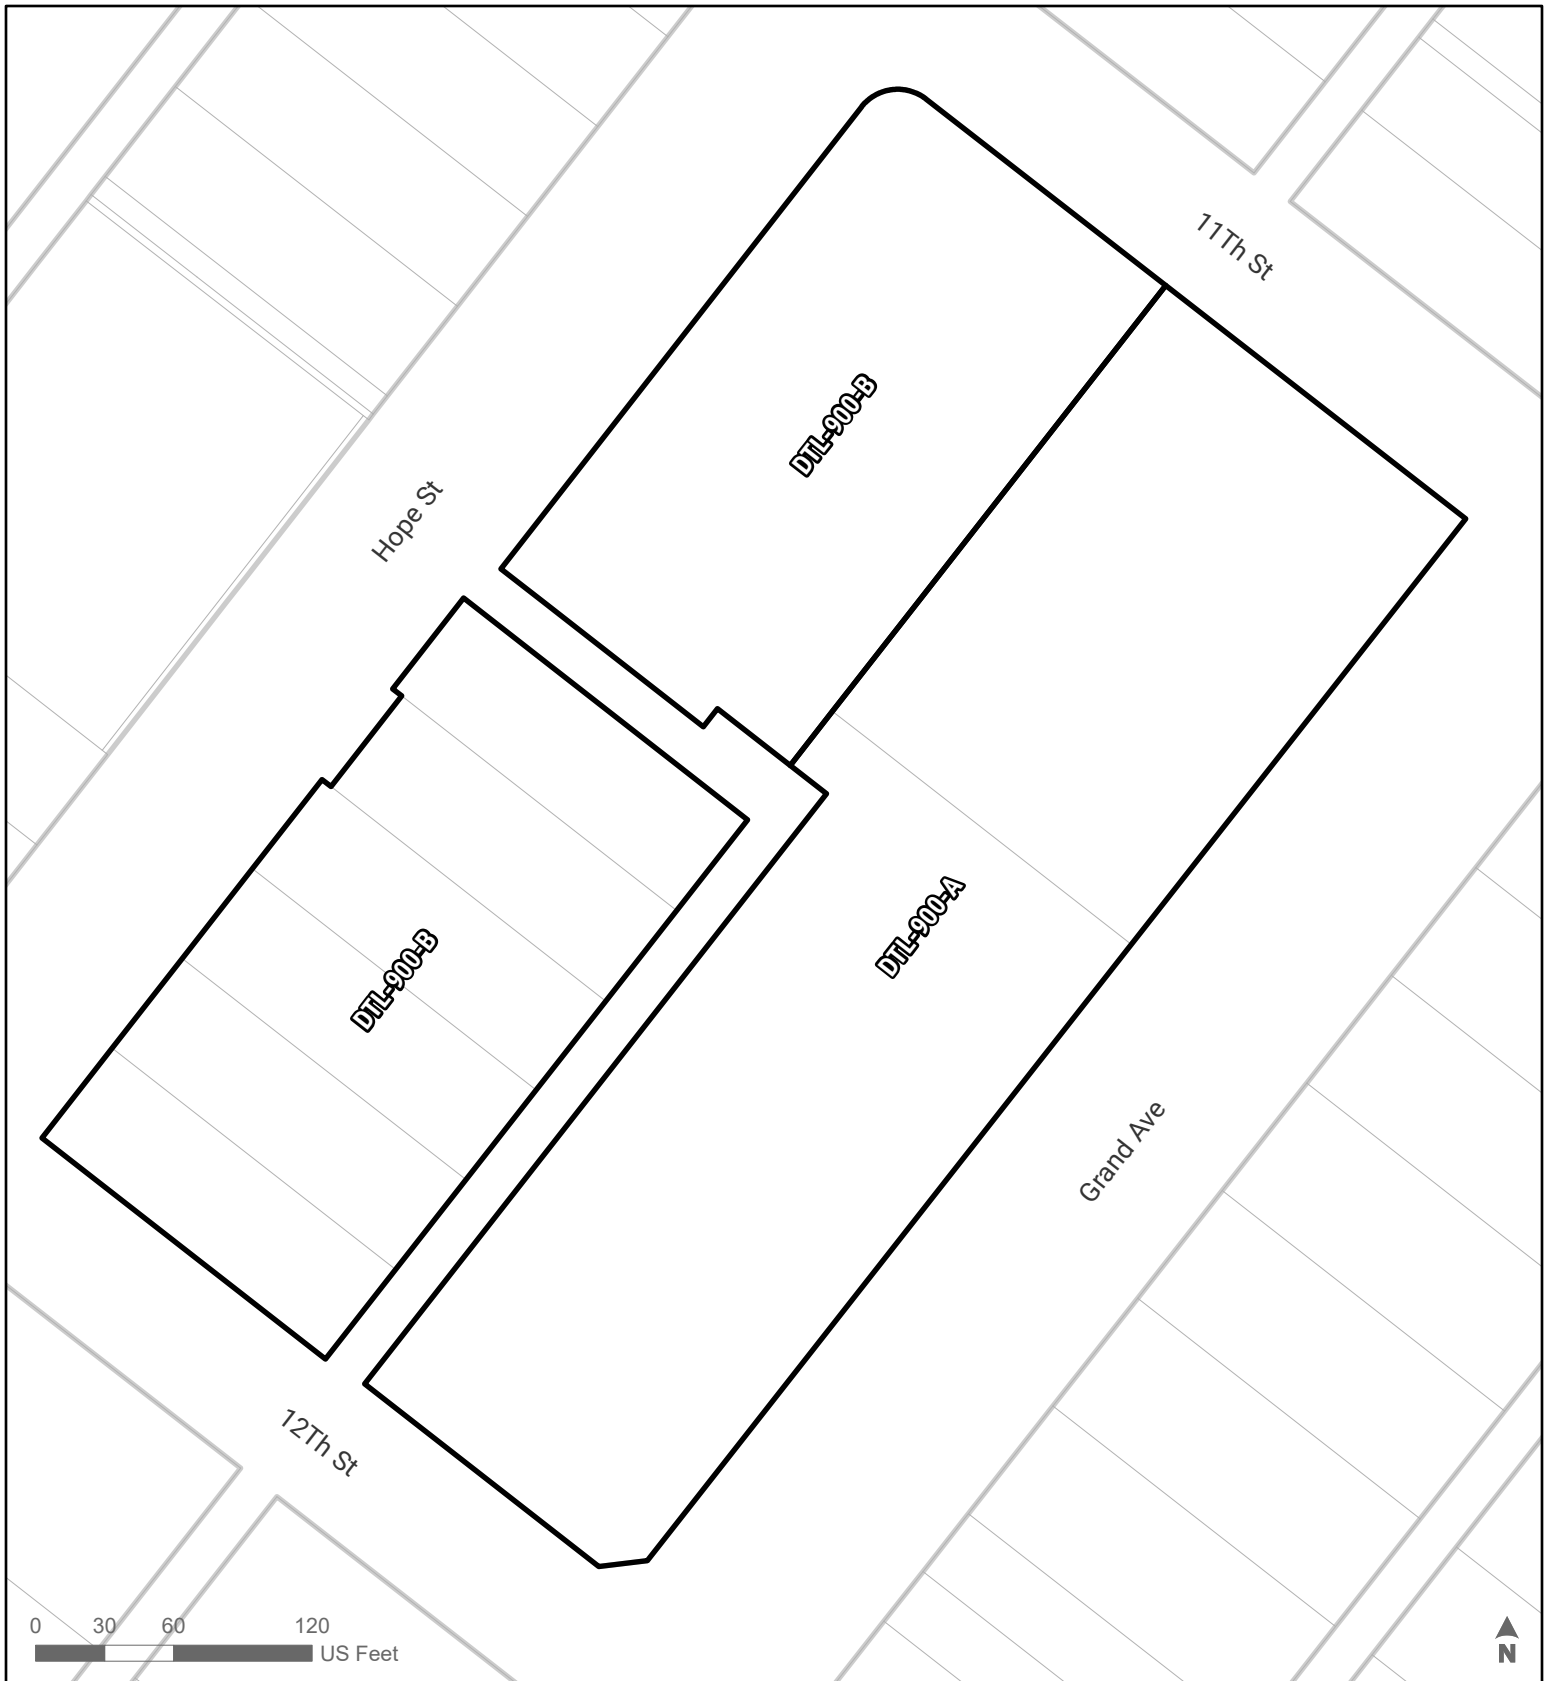 11Th St
DTL-900-B
Hope St
DTL-900-A
DTL-900-B
Grand Ave
12Th St
0 30 60 120
US Feet
N